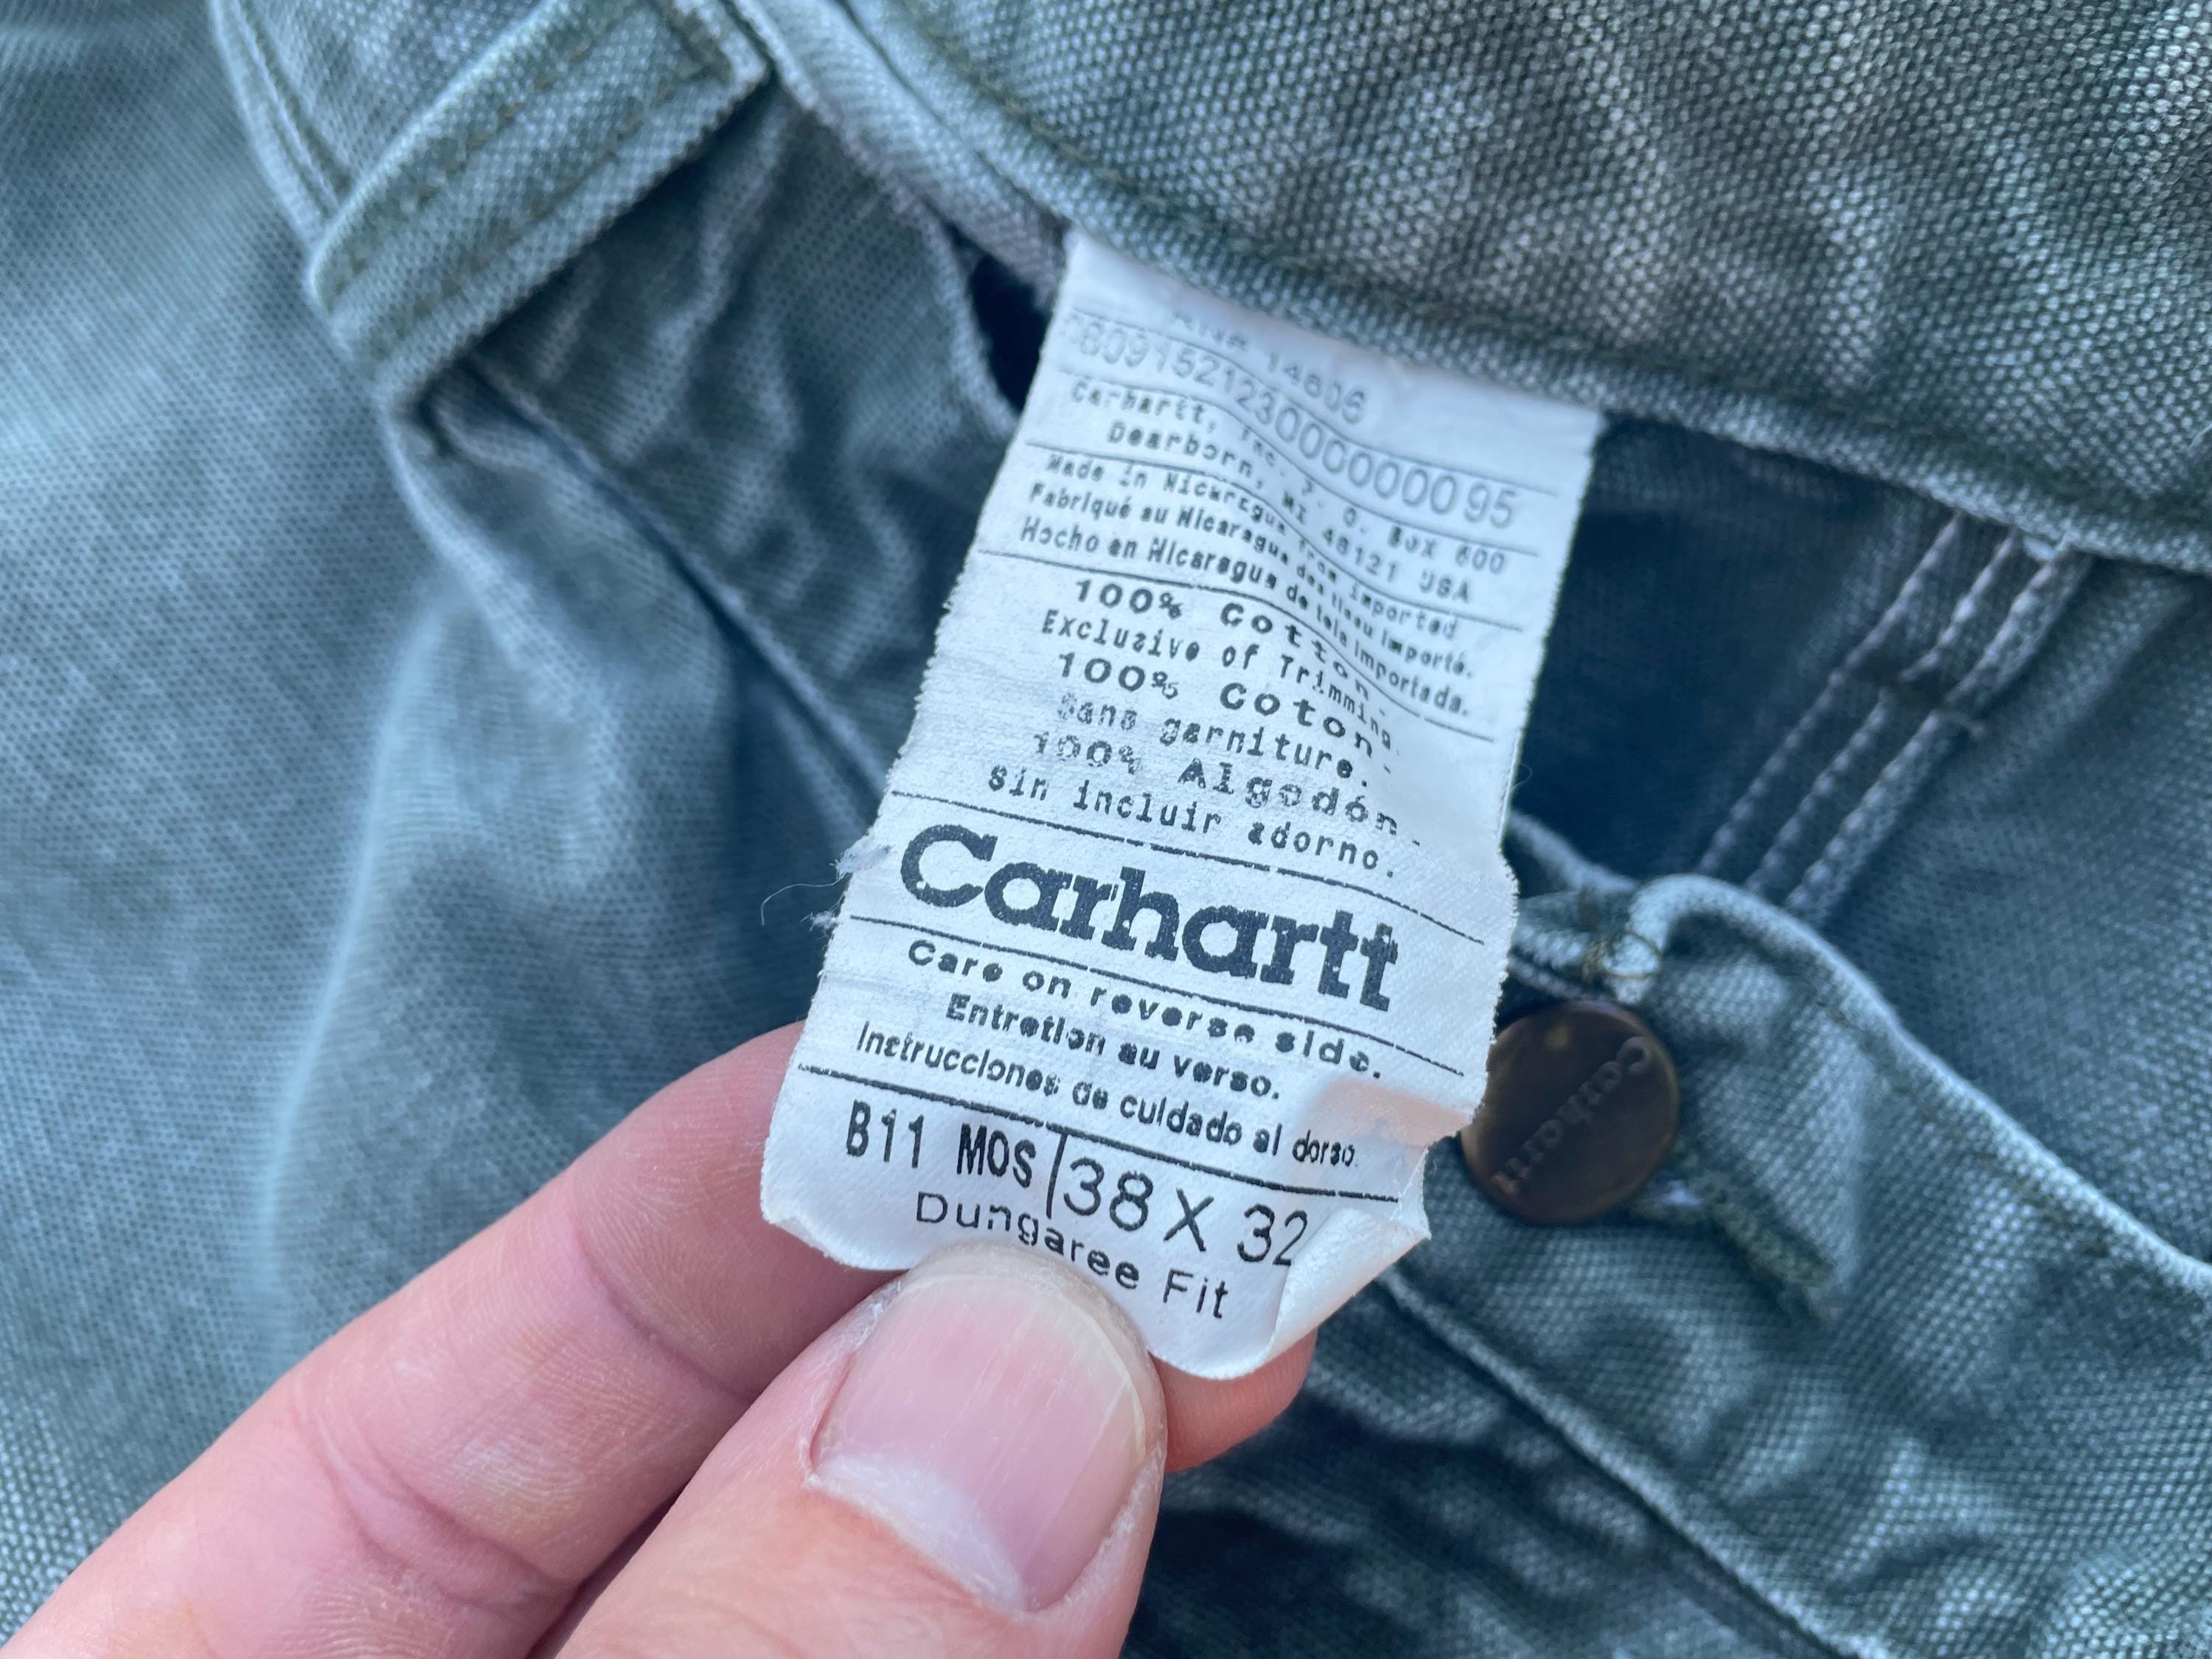 RN# 14806
80915212300000000095
Carhartt, Inc. P. O. Box 600
Dearborn, MI 48121 USA
Made in Nicaragua from imported
Fabriqué au Nicaragua des tissu importé.
Hecho en Nicaragua de tela importada.
100% Cotton
Exclusive of Trimming.
100% Coton
Sans garniture.
100% Algodón
Sin incluir adorno.
Carhartt
Care on reverse side.
Entretien au verso.
Instrucciones de cuidado al dorso.
B11 MOS 38 X 32
Dungaree Fit
Carhartt